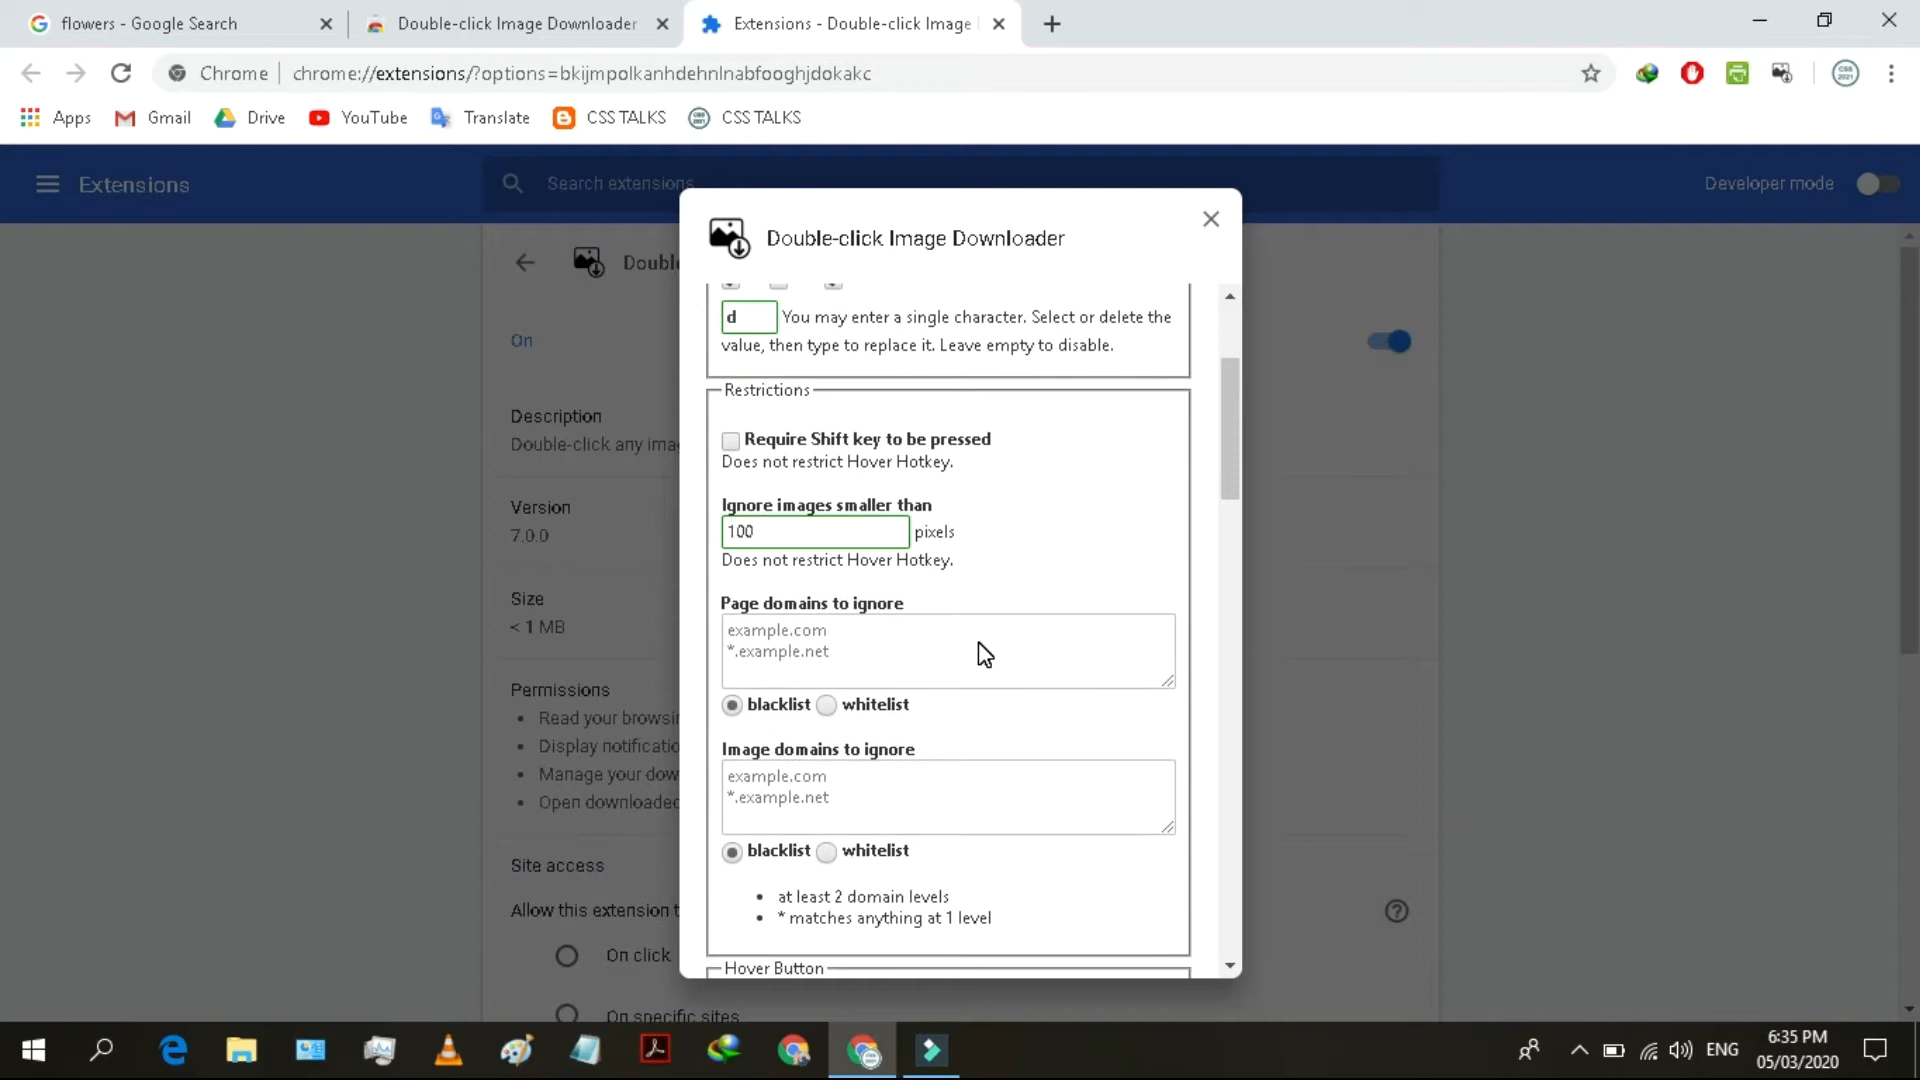 flowers - Google Search
Double-click Image Downloader
Extensions - Double-click Image
Chrome
chrome://extensions/?options=bkijmpolkanhdehnlnabfooghjdokakc
Apps
Gmail
Drive
YouTube
Translate
CSS TALKS
CSS TALKS
Extensions
Search extensions
Developer mode
Double-click Image Downloader
Doubl
d You may enter a single character. Select or delete the
value, then type to replace it. Leave empty to disable.
On
Restrictions
Require Shift key to be pressed
Does not restrict Hover Hotkey.
Description
Double-click any ima
Ignore images smaller than
100 pixels
Does not restrict Hover Hotkey.
Version
7.0.0
Page domains to ignore
example.com
*.example.net
Size
< 1 MB
blacklist whitelist
Permissions
Read your browsi
Display notificatio
Manage your dow
Open downloaded
Image domains to ignore
example.com
*.example.net
blacklist whitelist
• at least 2 domain levels
• * matches anything at 1 level
Site access
Allow this extension t
On click
Hover Button
On specific sites
ENG
6:35 PM
05/03/2020